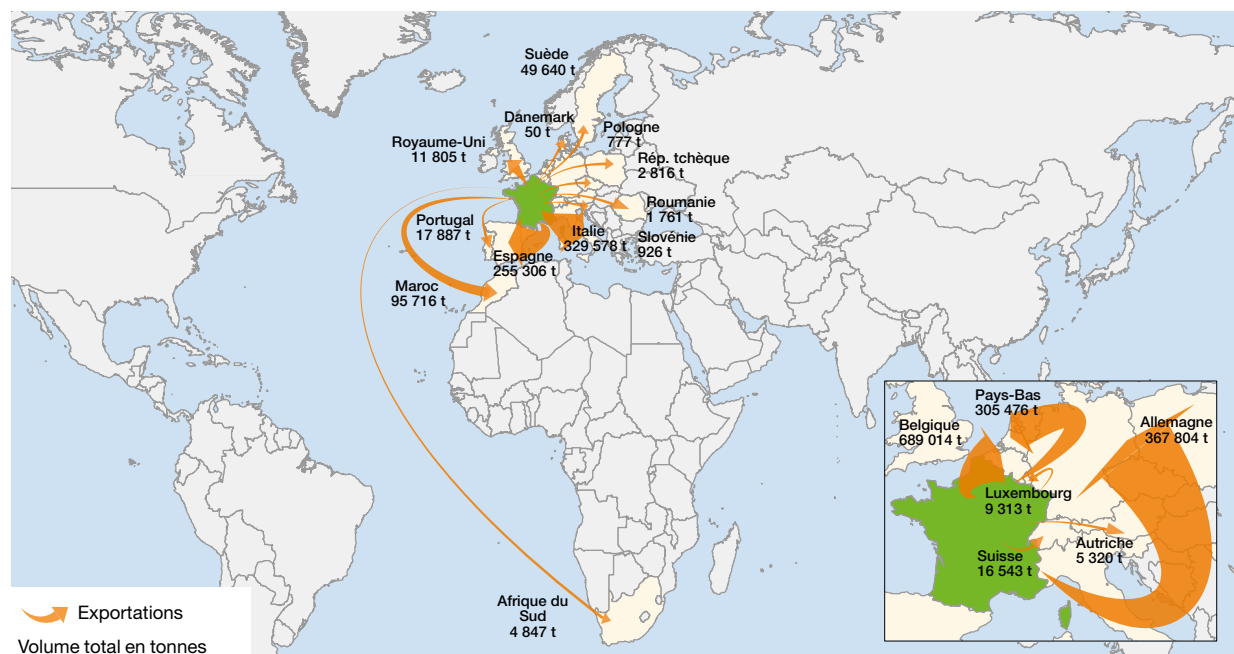 Suède
49 640 t
Danemark
50 t
Pologne
777 t
Royaume-Uni
11 805 t
Rép. tchèque
2 816 t
Roumanie
1 761 t
Portugal
17 887 t
Italie
329 578 t
Slovénie
926 t
Espagne
255 306 t
Maroc
95 716 t
Pays-Bas
305 476 t
Belgique
689 014 t
Allemagne
367 804 t
Luxembourg
9 313 t
Autriche
5 320 t
Suisse
16 543 t
Afrique du
Sud
4 847 t
Exportations
Volume total en tonnes